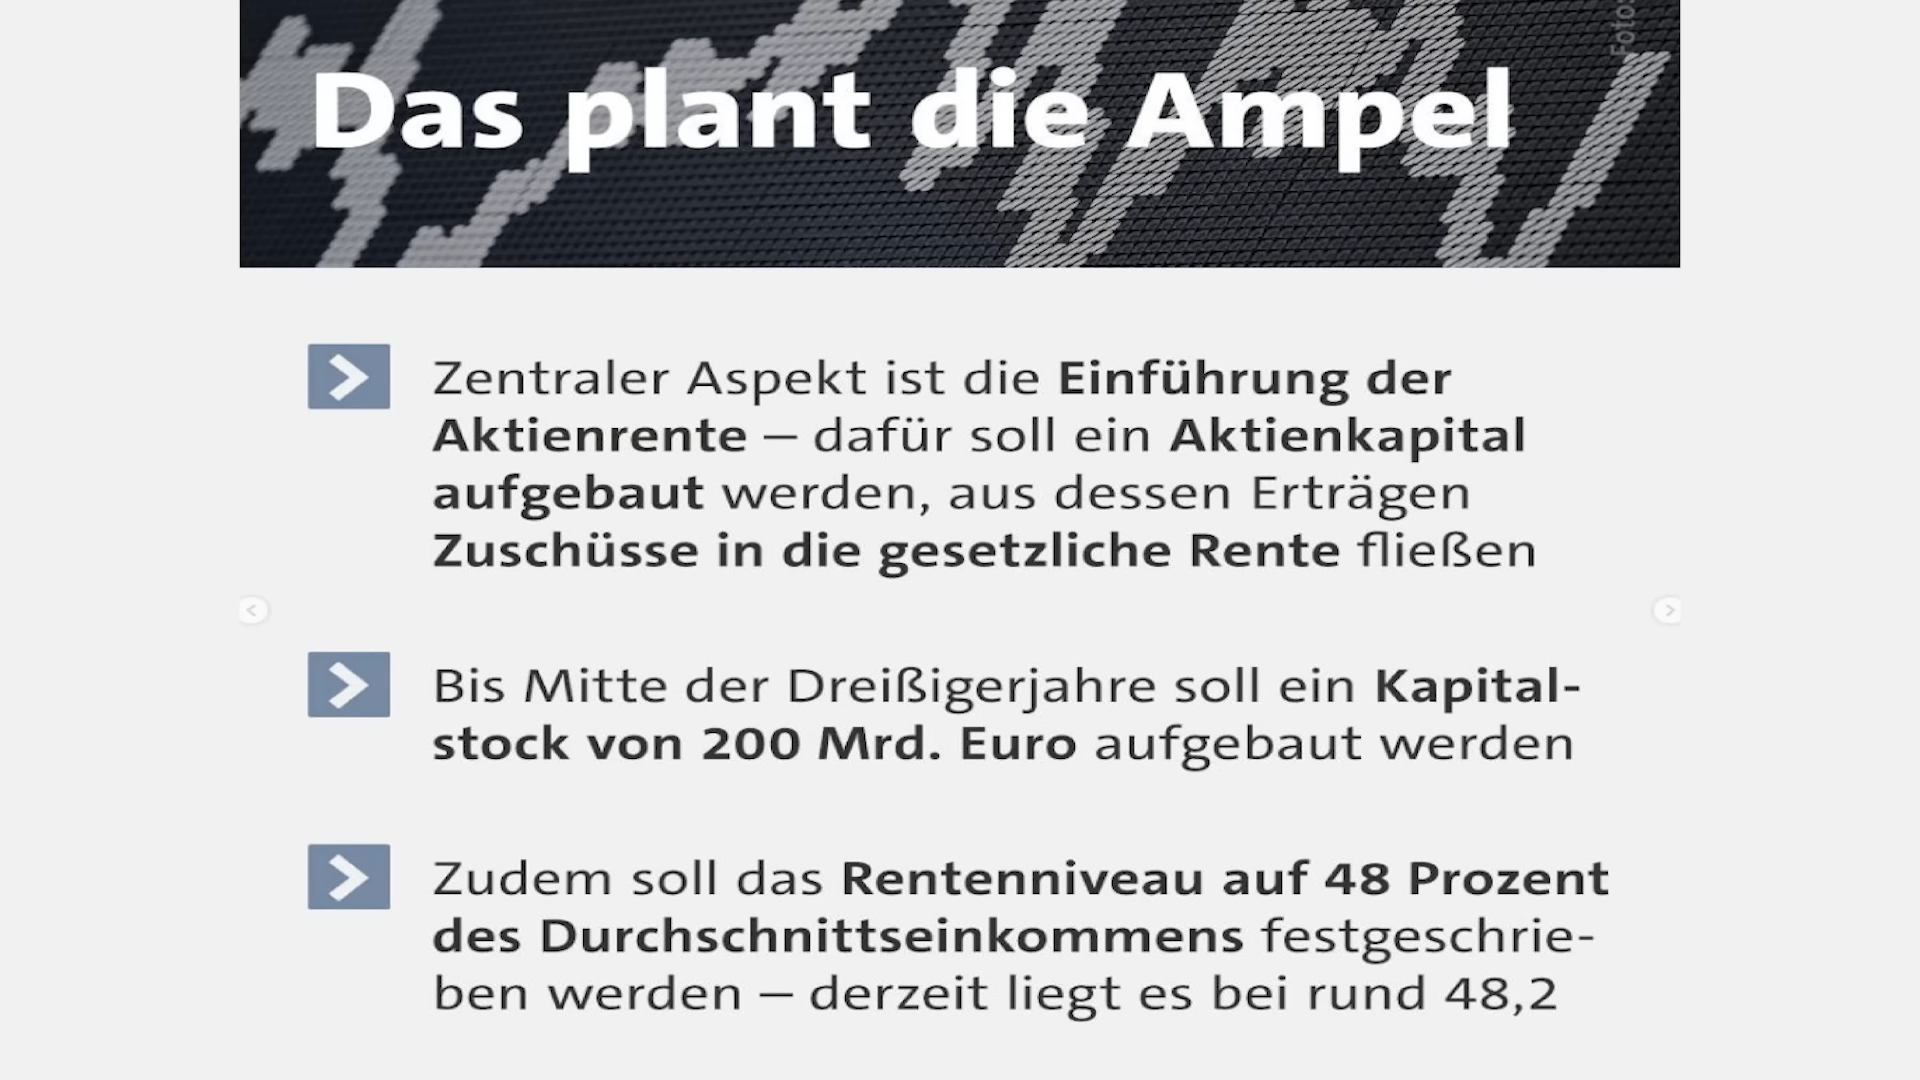 Foto:
Das plant die Ampel
Zentraler Aspekt ist die Einführung der
Aktienrente – dafür soll ein Aktienkapital
aufgebaut werden, aus dessen Erträgen
Zuschüsse in die gesetzliche Rente fließen
Bis Mitte der Dreißigerjahre soll ein Kapital-
stock von 200 Mrd. Euro aufgebaut werden
Zudem soll das Rentenniveau auf 48 Prozent
des Durchschnittseinkommens festgeschrie-
ben werden – derzeit liegt es bei rund 48,2